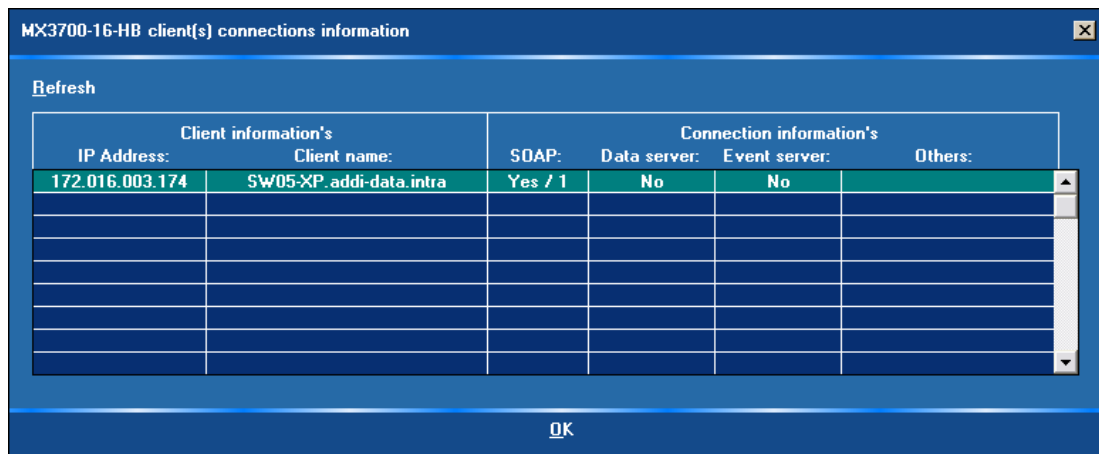 MX3700-16-HB client(s) connections information
Refresh
Client information's Connection information's
IP Address: Client name: SOAP: Data server: Event server: Others:
172.016.003.174 SW05-XP.addi-data.intra Yes / 1 No No
OK